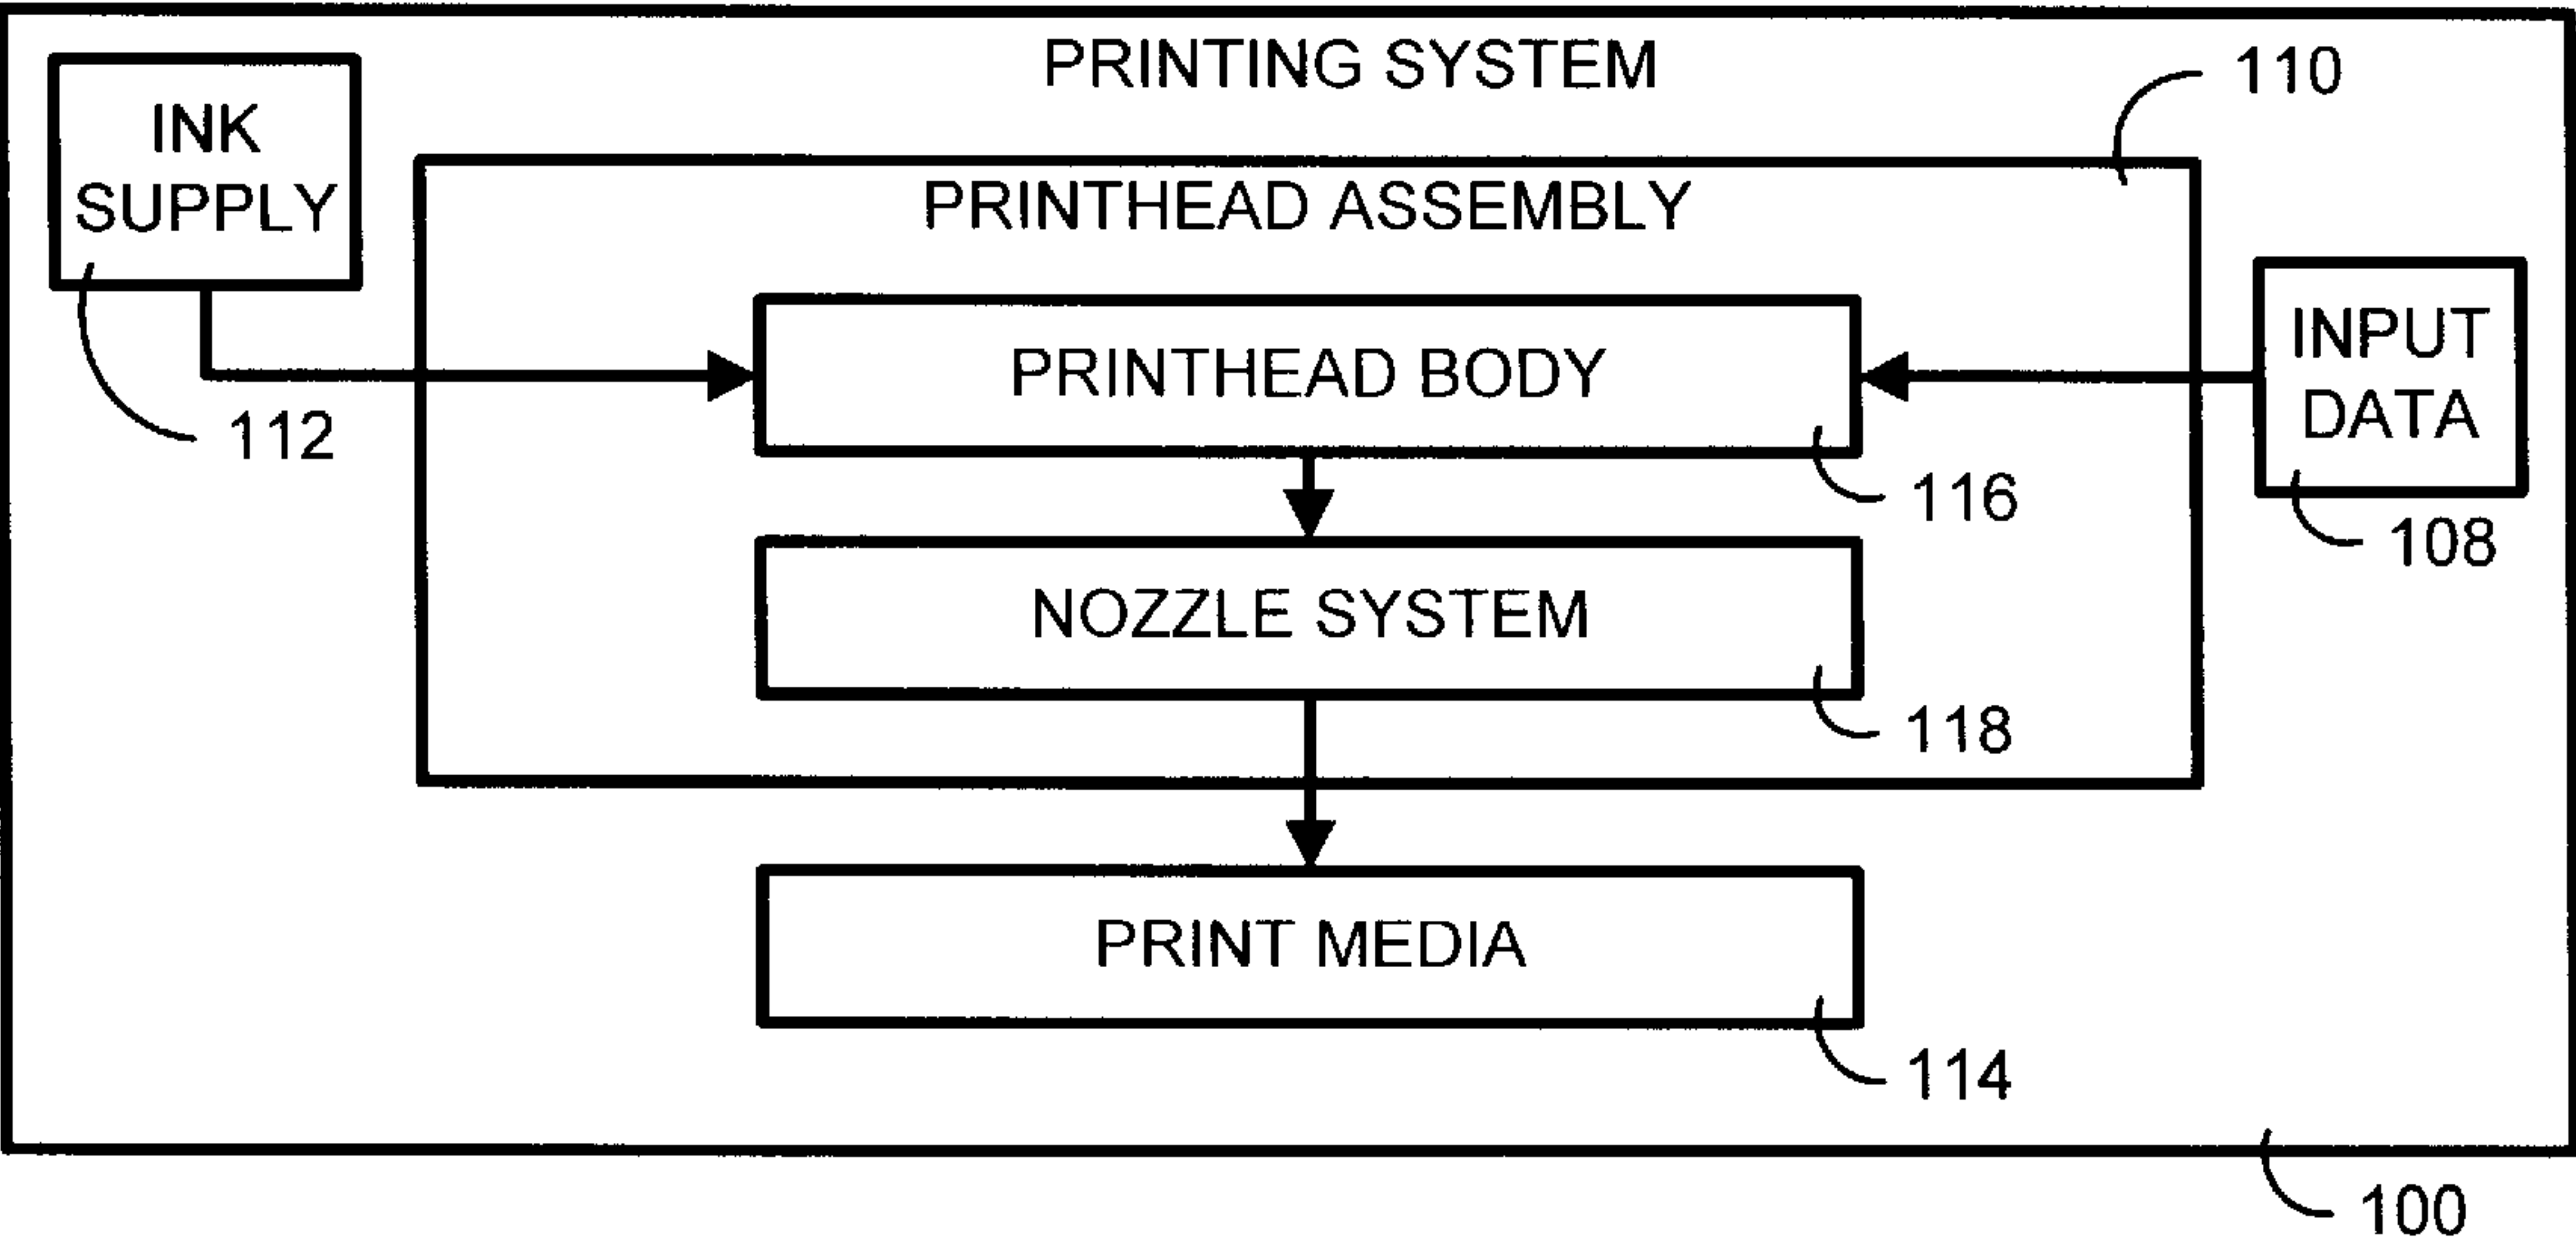 PRINTING SYSTEM
110
INK
SUPPLY
PRINTHEAD ASSEMBLY
PRINTHEAD BODY
INPUT
DATA
112
116
108
NOZZLE SYSTEM
118
PRINT MEDIA
114
100